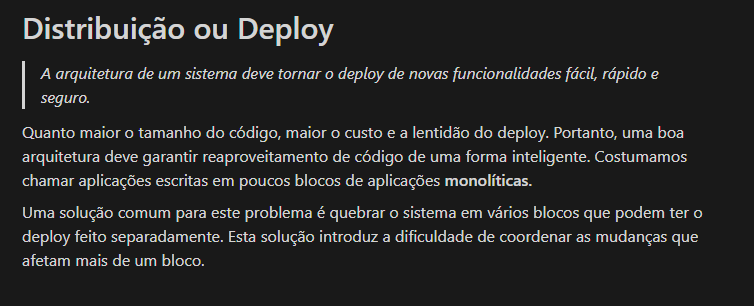 Distribuição ou Deploy
A arquitetura de um sistema deve tornar o deploy de novas funcionalidades fácil, rápido e
seguro.
Quanto maior o tamanho do código, maior o custo e a lentidão do deploy. Portanto, uma boa
arquitetura deve garantir reaproveitamento de código de uma forma inteligente. Costumamos
chamar aplicações escritas em poucos blocos de aplicações monolíticas.
Uma solução comum para este problema é quebrar o sistema em vários blocos que podem ter o
deploy feito separadamente. Esta solução introduz a dificuldade de coordenar as mudanças que
afetam mais de um bloco.